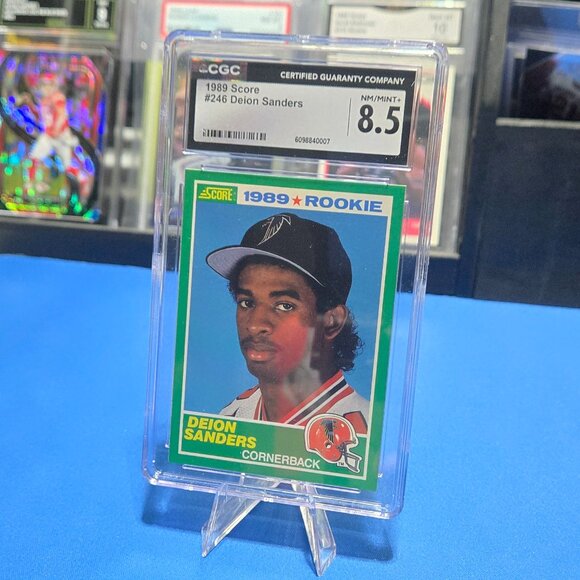 CGC
CERTIFIED GUARANTY COMPANY
1989 Score
#246 Deion Sanders
NM/MINT+
8.5
6098840007
SCORE
1989 ★ ROOKIE
DEION
SANDERS
CORNERBACK
10